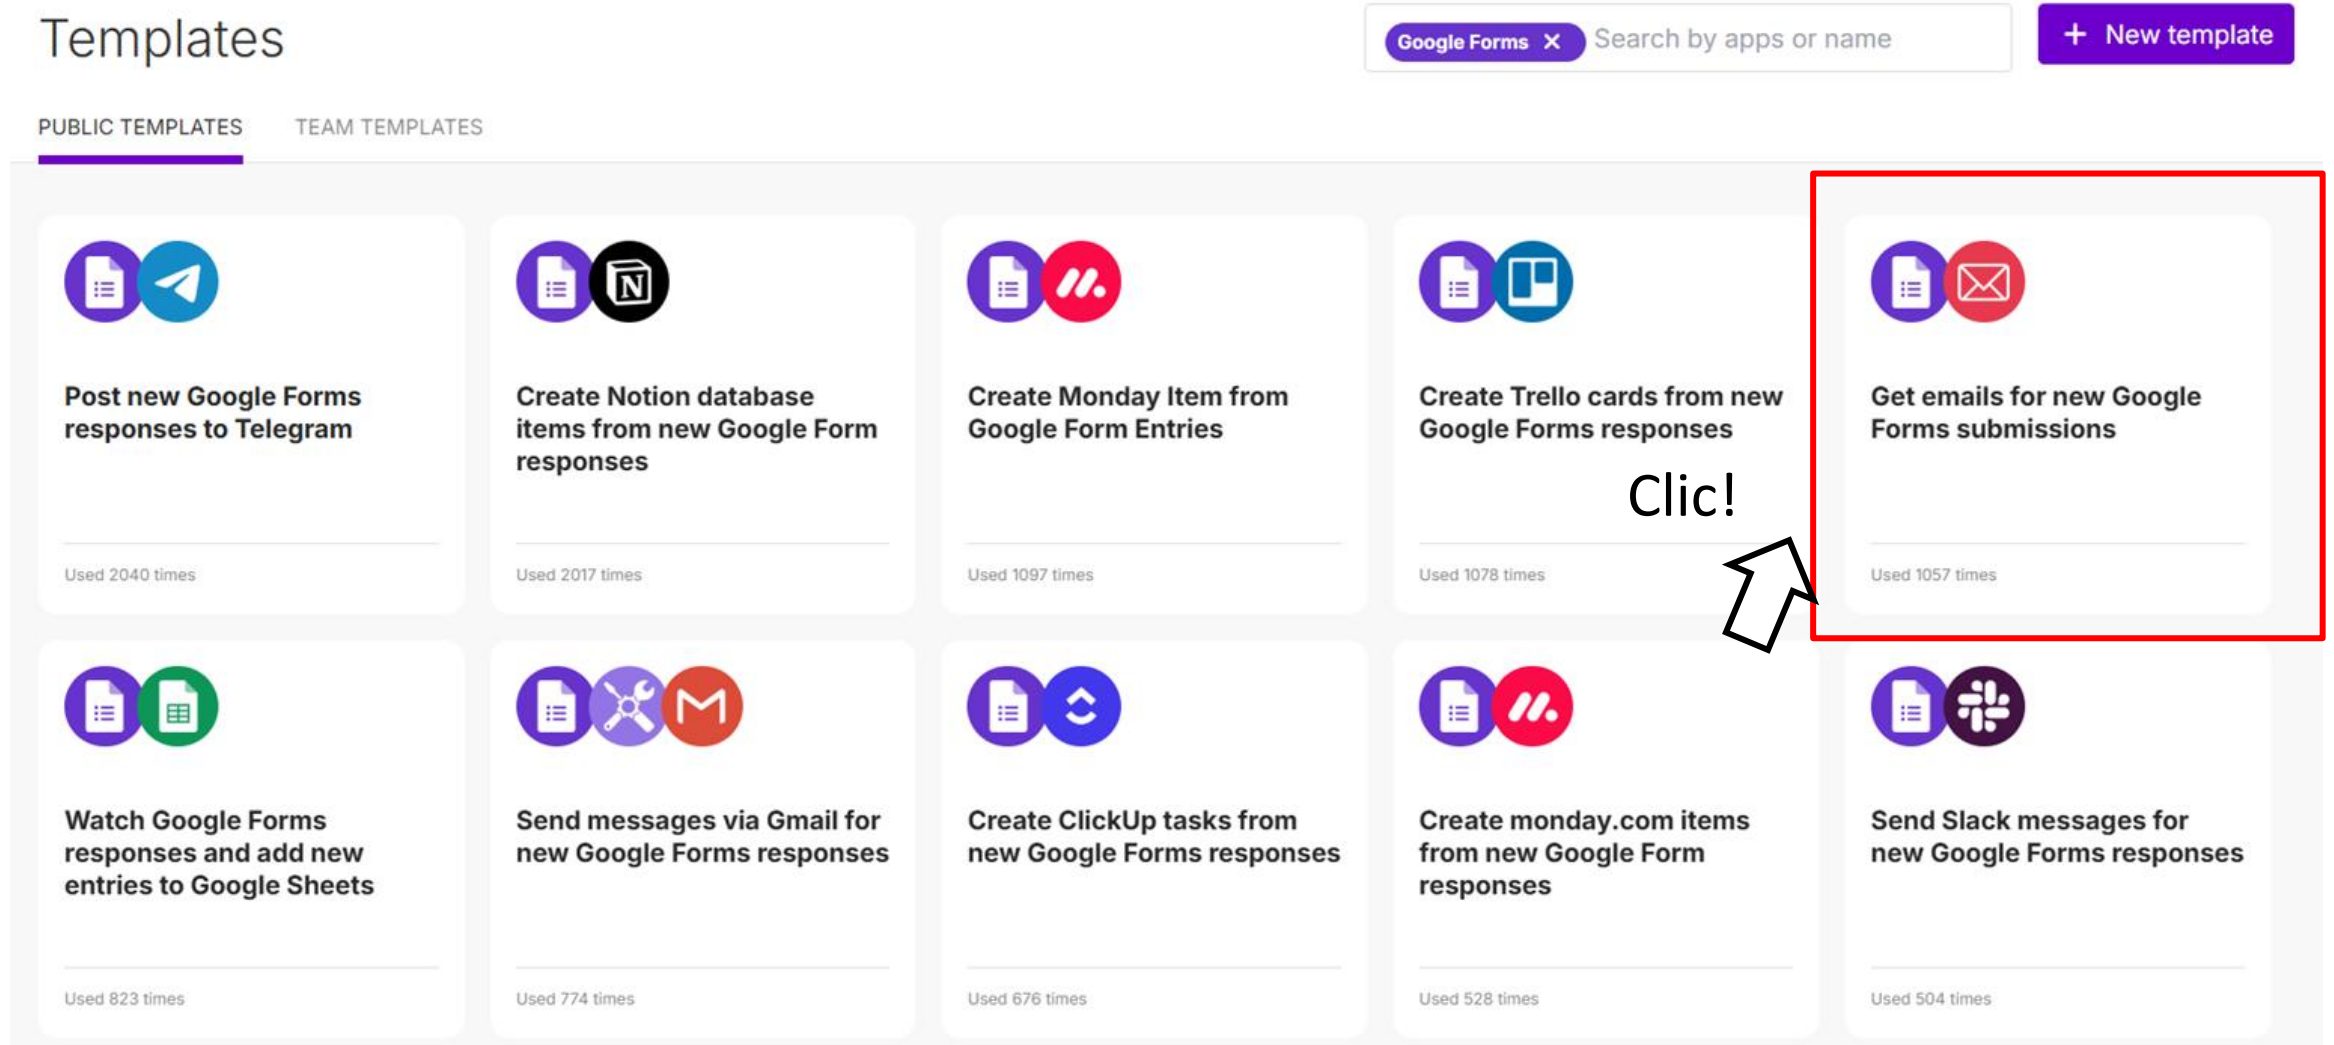 Templates
Google Forms X Search by apps or name
+ New template
PUBLIC TEMPLATES TEAM TEMPLATES
Post new Google Forms
responses to Telegram
Used 2040 times
Create Notion database
items from new Google Form
responses
Used 2017 times
Create Monday Item from
Google Form Entries
Used 1097 times
Create Trello cards from new
Google Forms responses
Used 1078 times
Get emails for new Google
Forms submissions
Used 1057 times
Clic!
Watch Google Forms
responses and add new
entries to Google Sheets
Used 823 times
Send messages via Gmail for
new Google Forms responses
Used 774 times
Create ClickUp tasks from
new Google Forms responses
Used 676 times
Create monday.com items
from new Google Form
responses
Used 528 times
Send Slack messages for
new Google Forms responses
Used 504 times